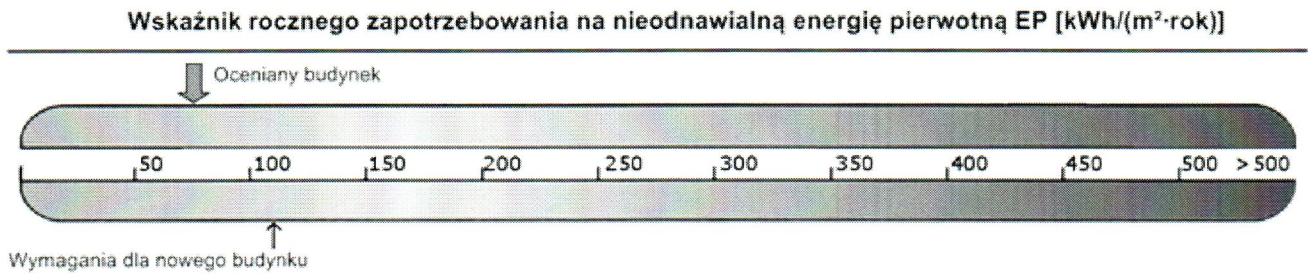 Wskaźnik rocznego zapotrzebowania na nieodnawialną energię pierwotną EP [kWh/(m²·rok)]
Oceniany budynek
50 100 150 200 250 300 350 400 450 500 > 500
Wymagania dla nowego budynku